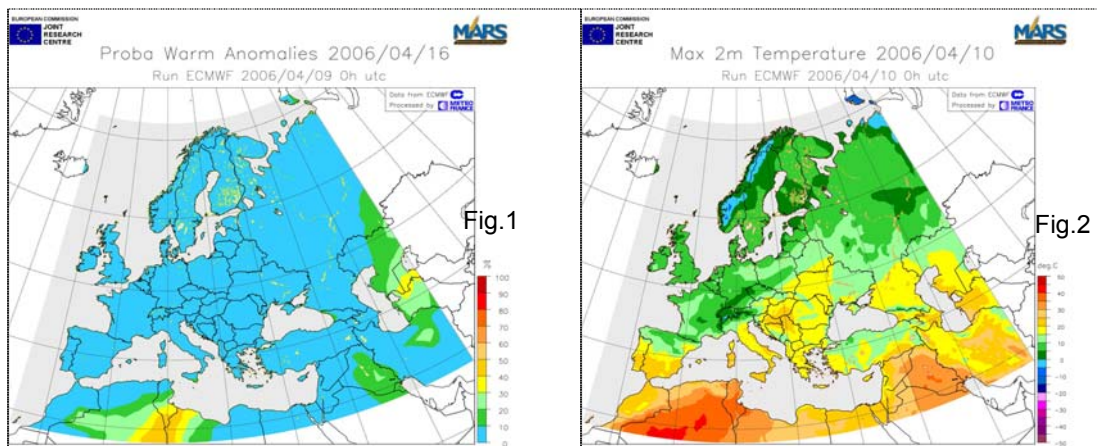 EUROPEAN COMMISSION
JOINT
RESEARCH
CENTRE
MARS
Proba Warm Anomalies 2006/04/16
Run ECMWF 2006/04/09 0h utc
Data from ECMWF
Processed by METEO FRANCE
Fig.1
%
100
90
80
70
60
50
40
30
20
10
0
EUROPEAN COMMISSION
JOINT
RESEARCH
CENTRE
MARS
Max 2m Temperature 2006/04/10
Run ECMWF 2006/04/10 0h utc
Data from ECMWF
Processed by METEO FRANCE
Fig.2
deg.C
50
40
30
20
10
0
-10
-20
-30
-40
-50